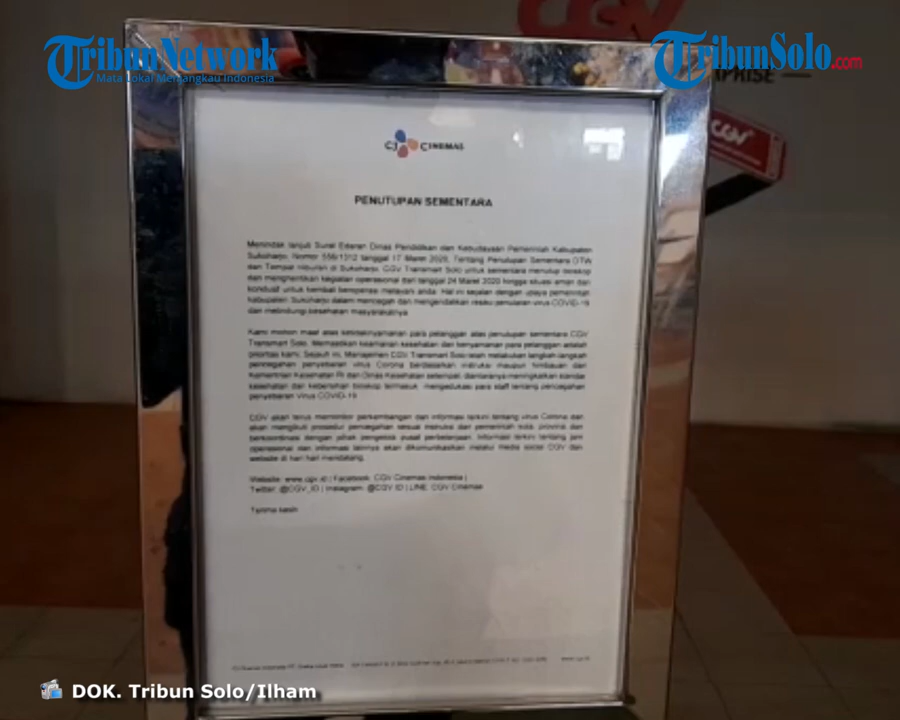 CGV
TribunNetwork
Mata Lokal Menjangkau Indonesia
TribunSolo.com
PRISE
CGV
CJ CINEMAS
PENUTUPAN SEMENTARA
Menindak lanjuti Surat Edaran Dinas Pendidikan dan Kebudayaan Pemerintah Kabupaten
Sukoharjo, Nomor 556/1312 tanggal 17 Maret 2020, Tentang Penutupan Sementara DTW
dan Tempat Hiburan di Sukoharjo, CGV Transmart Solo untuk sementara menutup bioskop
dan menghentikan kegiatan operasional dari tanggal 24 Maret 2020 hingga situasi aman dan
kondusif untuk kembali beroperasi melayani anda. Hal ini sejalan dengan upaya pemerintah
kabupaten Sukoharjo dalam mencegah dan mengendalikan resiko penularan virus COVID-19
dan melindungi kesehatan masyarakatnya.
Kami mohon maaf atas ketidaknyamanan para pelanggan atas penutupan sementara CGV
Transmart Solo. Memastikan keamanan kesehatan dan kenyamanan para pelanggan adalah
prioritas kami. Sejauh ini, Manajemen CGV Transmart Solo telah melakukan langkah-langkah
pencegahan penyebaran virus Corona berdasarkan instruksi maupun himbauan dari
Kementrian Kesehatan RI dan Dinas Kesehatan setempat, diantaranya meningkatkan standar
kesehatan dan kebersihan bioskop termasuk mengedukasi para staff tentang pencegahan
penyebaran Virus COVID-19.
CGV akan terus memonitor perkembangan dan informasi terkini tentang virus Corona dan
akan mengikuti prosedur pencegahan sesuai instruksi dari pemerintah kota, provinsi dan
berkoordinasi dengan pihak pengelola pusat perbelanjaan. Informasi terkini tentang jam
operasional dan informasi lainnya akan dikomunikasikan melalui media social CGV dan
website di hari hari mendatang.
Website: www.cgv.id | Facebook: CGV Cinemas Indonesia |
Twitter: @CGV_ID | Instagram: @CGV.ID | LINE: CGV Cinemas
Terima kasih
DOK. Tribun Solo/Ilham